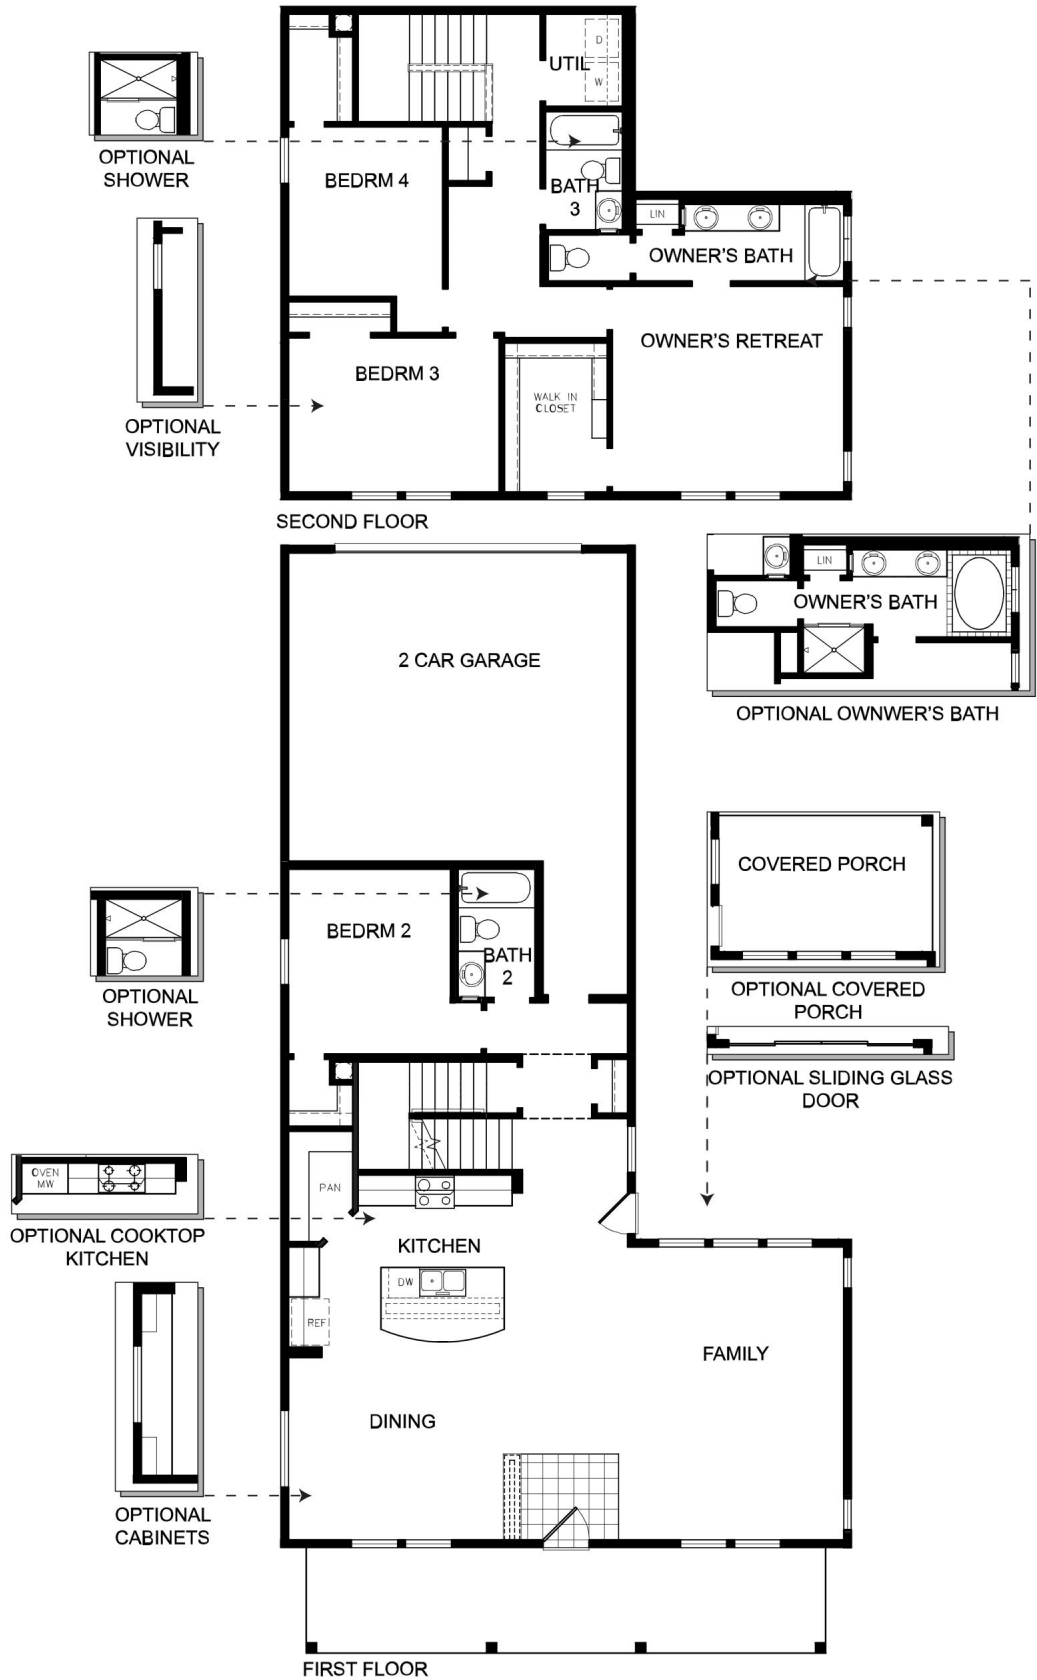 UTIL
D
W
OPTIONAL
SHOWER
BEDRM 4
BATH
3
LIN
OWNER'S BATH
OWNER'S RETREAT
BEDRM 3
WALK IN
CLOSET
OPTIONAL
VISIBILITY
SECOND FLOOR
LIN
OWNER'S BATH
OPTIONAL OWNWER'S BATH
2 CAR GARAGE
COVERED PORCH
OPTIONAL COVERED
PORCH
BEDRM 2
BATH
2
OPTIONAL
SHOWER
OPTIONAL SLIDING GLASS
DOOR
OVEN
MW
PAN
OPTIONAL COOKTOP
KITCHEN
KITCHEN
DW
REF
FAMILY
DINING
OPTIONAL
CABINETS
FIRST FLOOR